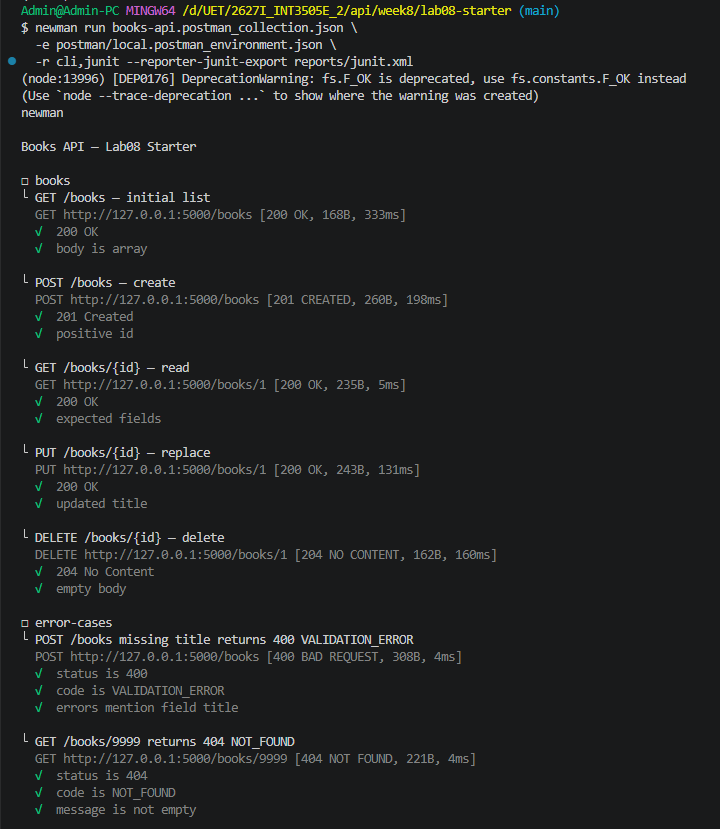 Admin@Admin-PC MINGW64 /d/UET/2627I_INT3505E_2/api/week8/lab08-starter (main)
$ newman run books-api.postman_collection.json \
-e postman/local.postman_environment.json \
-r cli,junit --reporter-junit-export reports/junit.xml
(node:13996) [DEP0176] DeprecationWarning: fs.F_OK is deprecated, use fs.constants.F_OK instead
(Use `node --trace-deprecation ...` to show where the warning was created)
newman
Books API — Lab08 Starter
□ books
└ GET /books — initial list
GET http://127.0.0.1:5000/books [200 OK, 168B, 333ms]
√ 200 OK
√ body is array
└ POST /books — create
POST http://127.0.0.1:5000/books [201 CREATED, 260B, 198ms]
√ 201 Created
√ positive id
└ GET /books/{id} — read
GET http://127.0.0.1:5000/books/1 [200 OK, 235B, 5ms]
√ 200 OK
√ expected fields
└ PUT /books/{id} — replace
PUT http://127.0.0.1:5000/books/1 [200 OK, 243B, 131ms]
√ 200 OK
√ updated title
└ DELETE /books/{id} — delete
DELETE http://127.0.0.1:5000/books/1 [204 NO CONTENT, 162B, 160ms]
√ 204 No Content
√ empty body
□ error-cases
└ POST /books missing title returns 400 VALIDATION_ERROR
POST http://127.0.0.1:5000/books [400 BAD REQUEST, 308B, 4ms]
√ status is 400
√ code is VALIDATION_ERROR
√ errors mention field title
└ GET /books/9999 returns 404 NOT_FOUND
GET http://127.0.0.1:5000/books/9999 [404 NOT FOUND, 221B, 4ms]
√ status is 404
√ code is NOT_FOUND
√ message is not empty